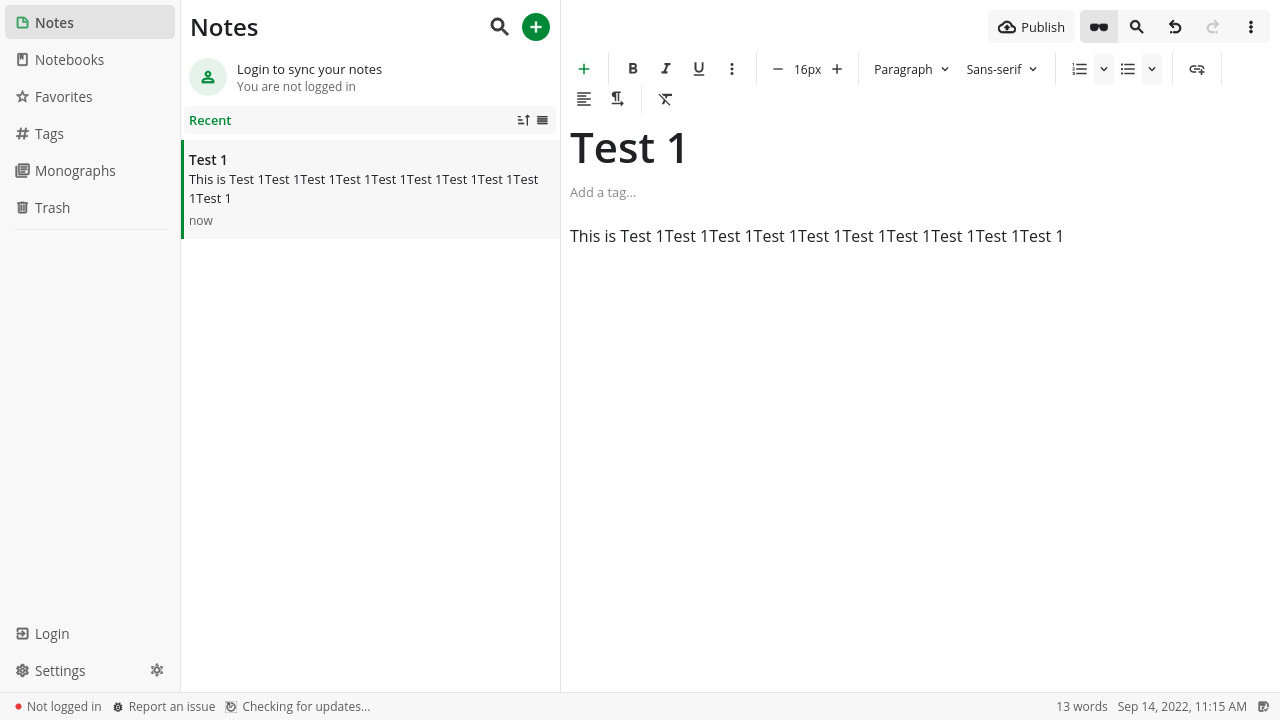 Notes
Notebooks
Favorites
Tags
Monographs
Trash
Login
Settings
Notes
Login to sync your notes
You are not logged in
Recent
Test 1
This is Test 1Test 1Test 1Test 1Test 1Test 1Test 1Test 1Test
1Test 1
now
Publish
B I U 16px Paragraph Sans-serif
Test 1
Add a tag...
This is Test 1Test 1Test 1Test 1Test 1Test 1Test 1Test 1Test 1Test 1
Not logged in Report an issue Checking for updates... 13 words Sep 14, 2022, 11:15 AM